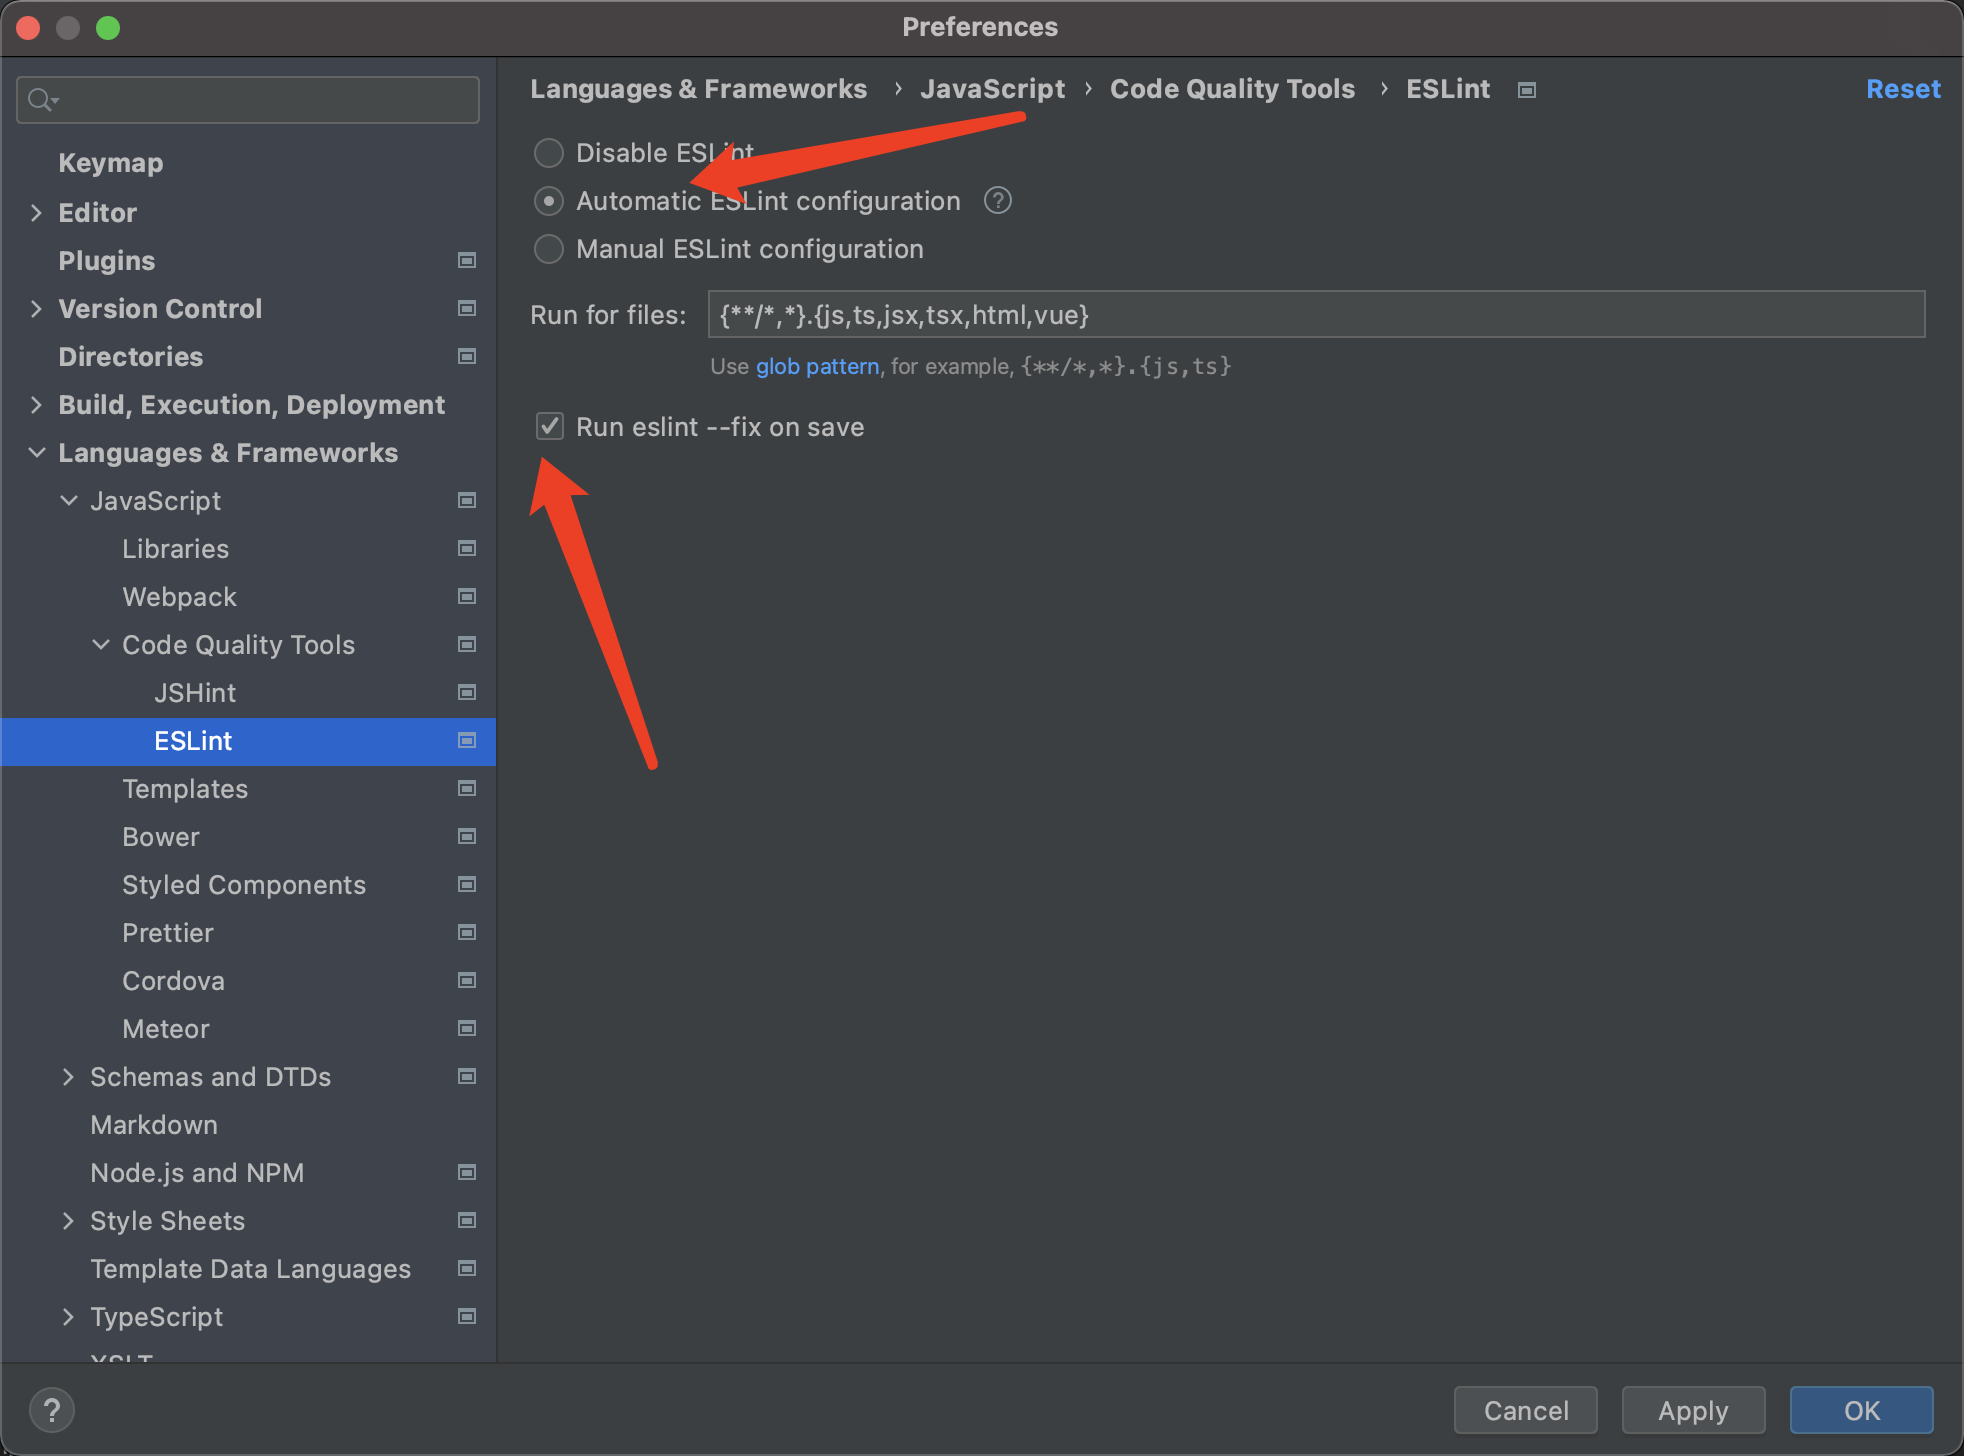 Preferences
Languages & Frameworks › JavaScript › Code Quality Tools › ESLint
Reset
Keymap
Editor
Plugins
Version Control
Directories
Build, Execution, Deployment
Languages & Frameworks
JavaScript
Libraries
Webpack
Code Quality Tools
JSHint
ESLint
Templates
Bower
Styled Components
Prettier
Cordova
Meteor
Schemas and DTDs
Markdown
Node.js and NPM
Style Sheets
Template Data Languages
TypeScript
XSLT
Disable ESLint
Automatic ESLint configuration ?
Manual ESLint configuration
Run for files: {**/*,*}.{js,ts,jsx,tsx,html,vue}
Use glob pattern, for example, {**/*,*}.{js,ts}
Run eslint --fix on save
?
Cancel
Apply
OK